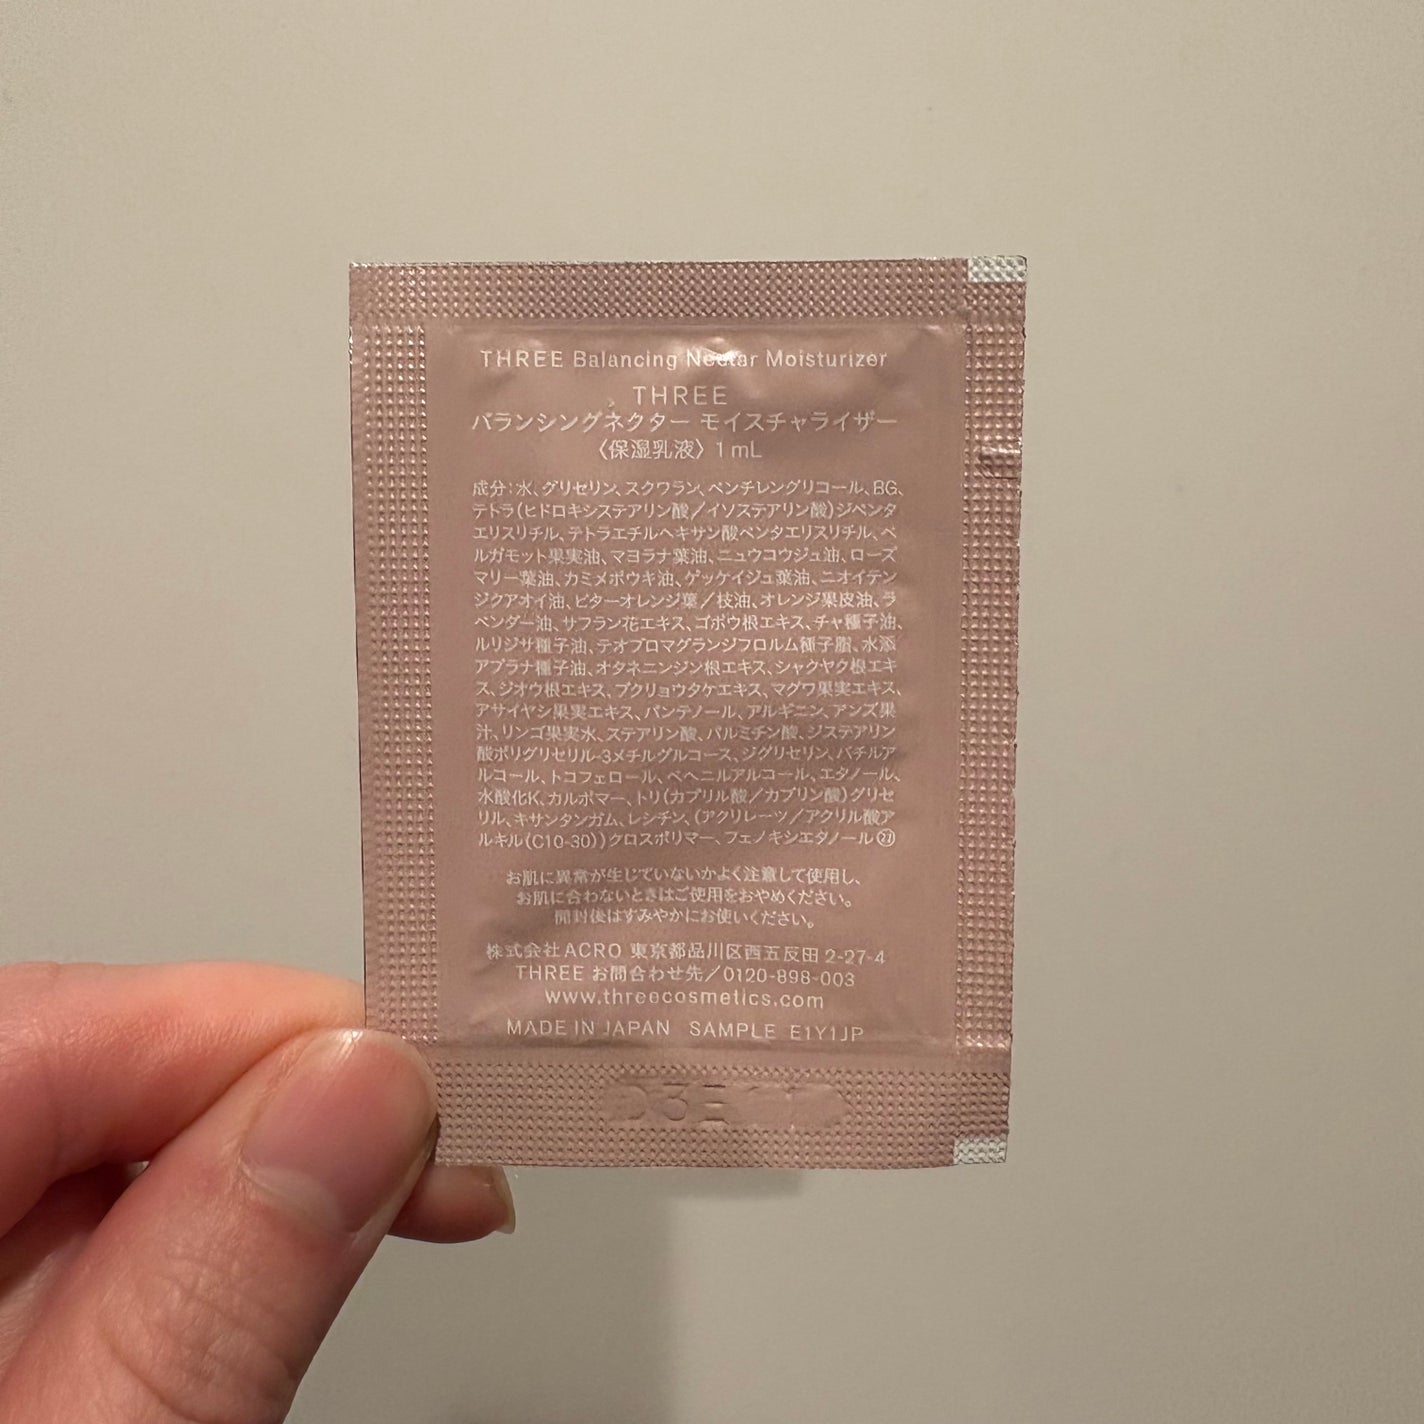 THREE Balancing Nectar Moisturizer
THREE
バランシングネクター モイスチャライザー
〈保湿乳液〉1mL
成分:水、グリセリン、スクワラン、ペンチレングリコール、BG、
テトラ(ヒドロキシステアリン酸/イソステアリン酸)ジペンタ
エリスリチル、テトラエチルヘキサン酸ペンタエリスリチル、ベ
ルガモット果実油、マヨラナ葉油、ニュウコウジュ油、ローズ
マリー葉油、カミメボウキ油、ゲッケイジュ葉油、ニオイテン
ジクアオイ油、ビターオレンジ葉/枝油、オレンジ果皮油、ラ
ベンダー油、サフラン花エキス、ゴボウ根エキス、チャ種子油、
ルリジサ種子油、テオブロマグランジフロルム種子脂、水添
アブラナ種子油、オタネニンジン根エキス、シャクヤク根エキ
ス、ジオウ根エキス、ブクリョウタケエキス、マグワ果実エキス、
アサイヤシ果実エキス、パンテノール、アルギニン、アンズ果
汁、リンゴ果実水、ステアリン酸、パルミチン酸、ジステアリン
酸ポリグリセリル-3メチルグルコース、ジグリセリン、バチルア
ルコール、トコフェロール、ベヘニルアルコール、エタノール、
水酸化K、カルボマー、トリ(カプリル酸/カプリン酸)グリセ
リル、キサンタンガム、レシチン、(アクリレーツ/アクリル酸ア
ルキル(C10-30))クロスポリマー、フェノキシエタノール
お肌に異常が生じていないかよく注意して使用し、
お肌に合わないときはご使用をおやめください。
開封後はすみやかにお使いください。
株式会社ACRO 東京都品川区西五反田 2-27-4
THREE お問合わせ先/0120-898-003
www.threecosmetics.com
MADE IN JAPAN SAMPLE E1Y1JP